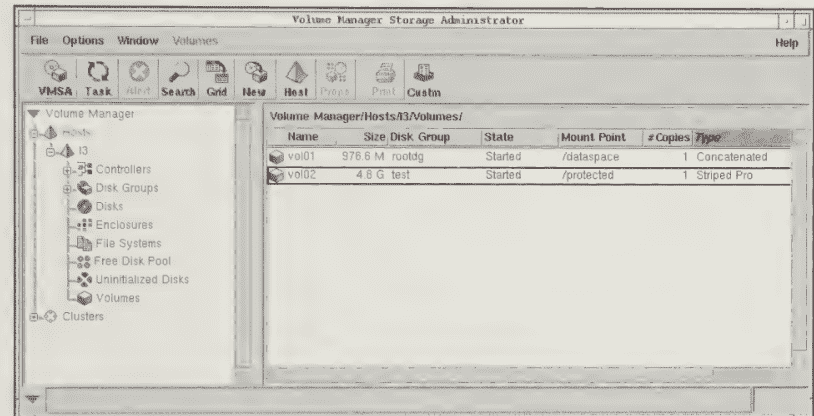 Volume Manager Storage Administrator
File Options Window Volumes Help
VMSA Task Alert Search Grid New Host Props Print Custm
Volume Manager
Hosts
l3
Controllers
Disk Groups
Disks
Enclosures
File Systems
Free Disk Pool
Uninitialized Disks
Volumes
Clusters
Volume Manager/Hosts/l3/Volumes/
Name Size Disk Group State Mount Point #Copies Type
vol01 976.6 M rootdg Started /dataspace 1 Concatenated
vol02 4.8 G test Started /protected 1 Striped Pro